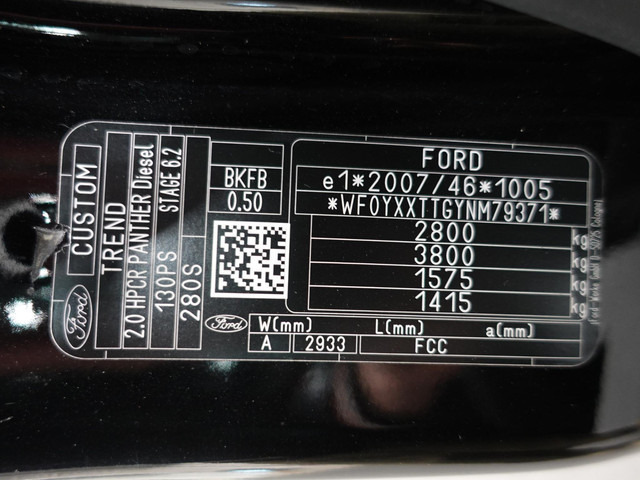 Ford
CUSTOM
TREND
2.0 HPCR PANTHER Diesel
130PS STAGE 6.2
280S
BKFB
0.50
FORD
e1*2007/46*1005
*WF0YXXTTGYNM79371*
2800 kg
3800 kg
1575 kg
1415 kg
Ford W(mm) L(mm) a(mm)
A 2933 FCC